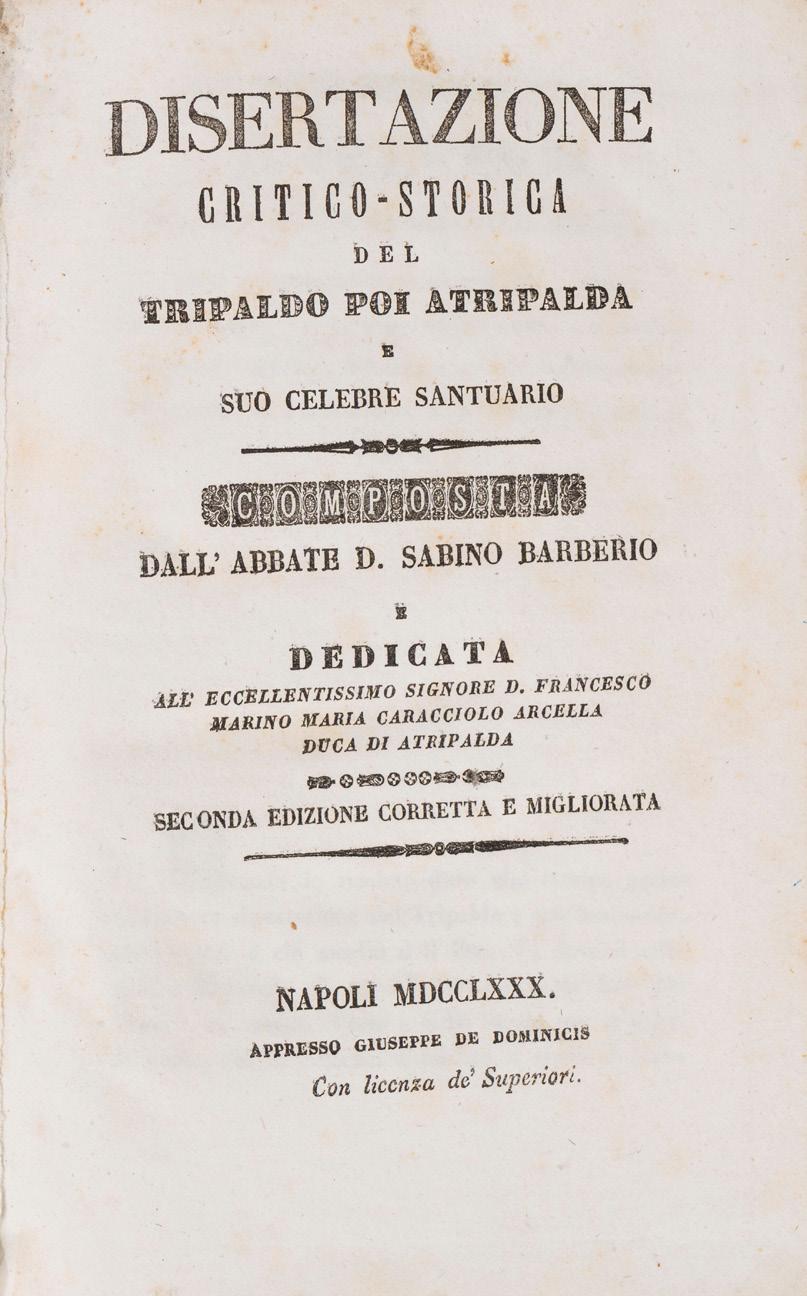 DISERTAZIONE
CRITICO-STORICA
DEL
TRIPALDO POI ATRIPALDA
E
SUO CELEBRE SANTUARIO
COMPOSTA
DALL' ABBATE D. SABINO BARBERIO
E
DEDICATA
ALL' ECCELLENTISSIMO SIGNORE D. FRANCESCO
MARINO MARIA CARACCIOLO ARCELLA
DUCA DI ATRIPALDA
SECONDA EDIZIONE CORRETTA E MIGLIORATA
NAPOLI MDCCLXXX.
APPRESSO GIUSEPPE DE DOMINICIS
Con licenza de' Superiori.